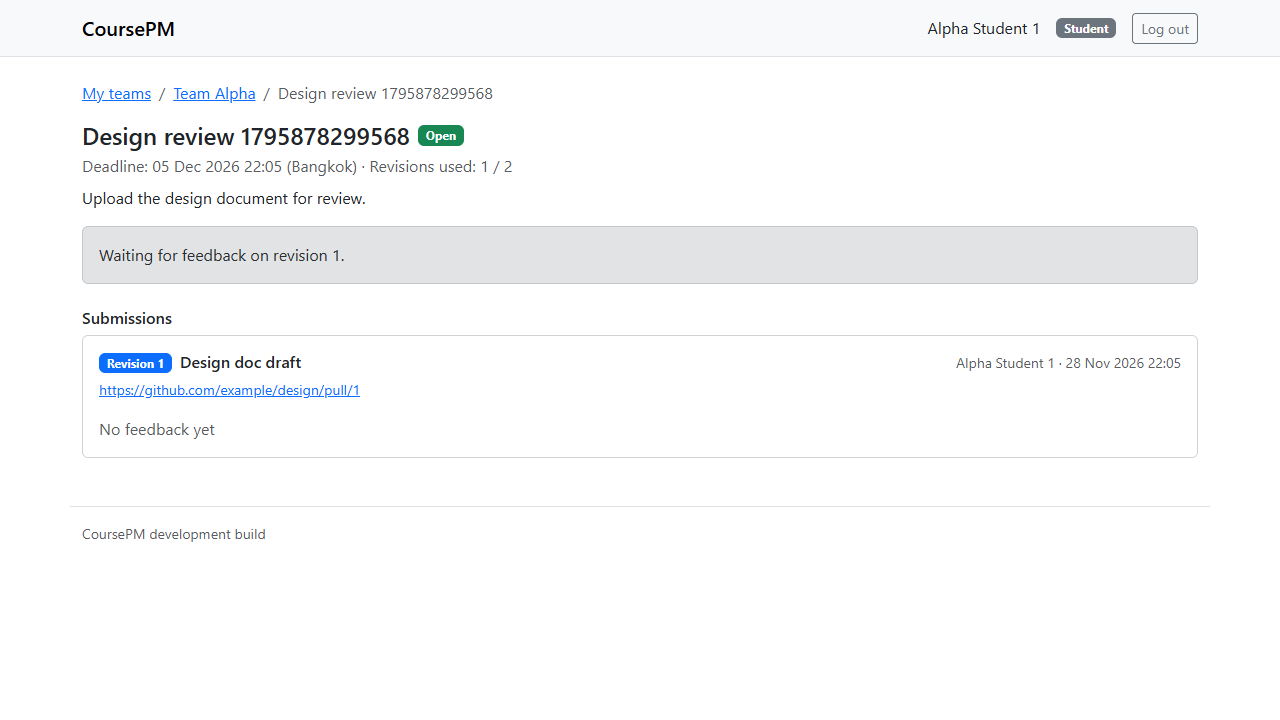 CoursePM
Alpha Student 1 Student Log out
My teams / Team Alpha / Design review 1795878299568
Design review 1795878299568 Open
Deadline: 05 Dec 2026 22:05 (Bangkok) · Revisions used: 1 / 2
Upload the design document for review.
Waiting for feedback on revision 1.
Submissions
Revision 1 Design doc draft
Alpha Student 1 · 28 Nov 2026 22:05
https://github.com/example/design/pull/1
No feedback yet
CoursePM development build